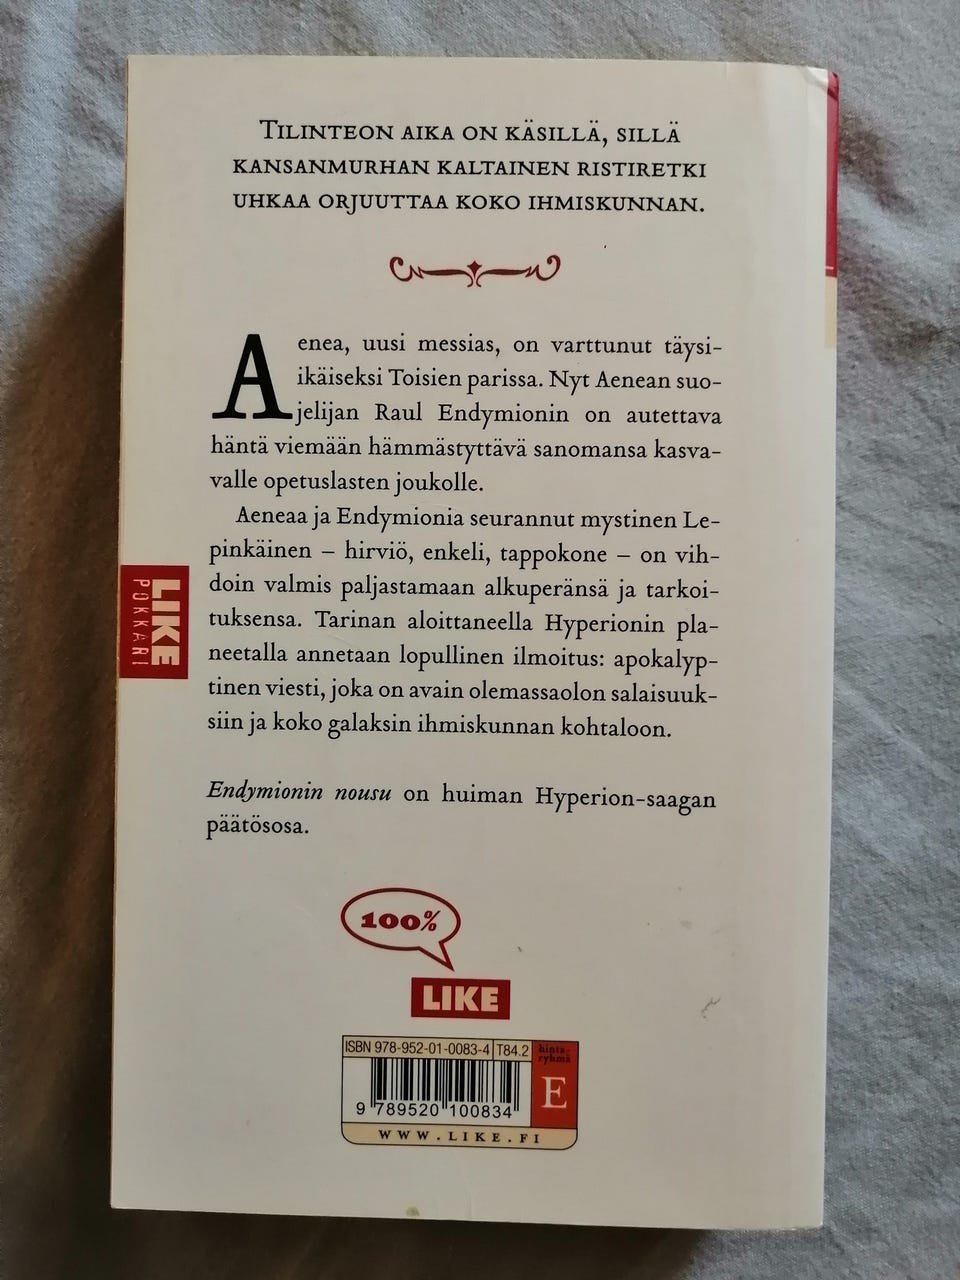 TILINTEON AIKA ON KÄSILLÄ, SILLÄ
KANSANMURHAN KALTAINEN RISTIRETKI
UHKAA ORJUUTTAA KOKO IHMISKUNNAN.
Aenea, uusi messias, on varttunut täysi-
ikäiseksi Toisien parissa. Nyt Aenean suo-
jelijan Raul Endymionin on autettava
häntä viemään hämmästyttävä sanomansa kasva-
valle opetuslasten joukolle.
Aeneaa ja Endymionia seurannut mystinen Le-
pinkäinen – hirviö, enkeli, tappokone – on vih-
doin valmis paljastamaan alkuperänsä ja tarkoi-
tuksensa. Tarinan aloittaneella Hyperionin pla-
neetalla annetaan lopullinen ilmoitus: apokalyp-
tinen viesti, joka on avain olemassaolon salaisuuk-
siin ja koko galaksin ihmiskunnan kohtaloon.
Endymionin nousu on huiman Hyperion-saagan
päätösosa.
LIKE
POKKARI
100%
LIKE
ISBN 978-952-01-0083-4 T84.2
hinta-
ryhmä
E
9 789520 100834
WWW.LIKE.FI